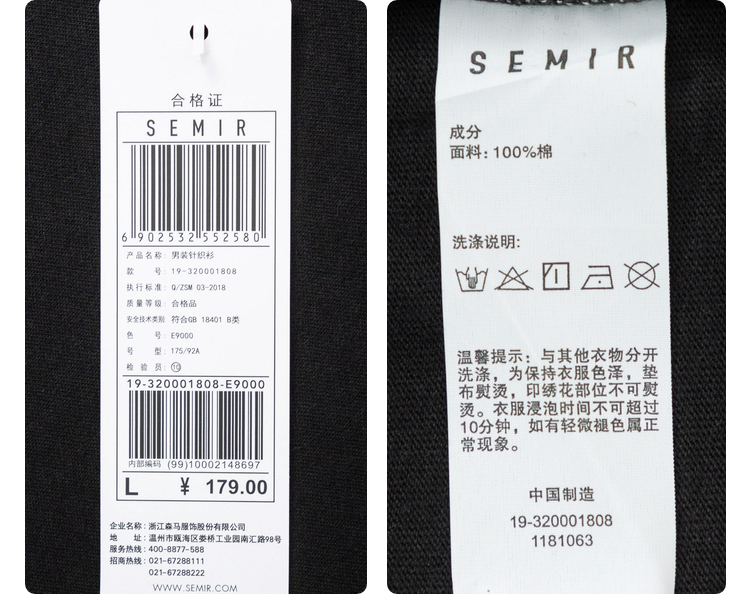 合格证
SEMIR
6 902532 552580
产品名称: 男装针织衫
款 号: 19-320001808
执行标准: Q/ZSM 03-2018
质量等级: 合格品
安全技术类别: 符合GB 18401 B类
色 号: E9000
号 型: 175/92A
检 验 员: ⑩
19-320001808-E9000
内部编码 (99)10002148697
L ¥ 179.00
企业名称: 浙江森马服饰股份有限公司
地 址: 温州市瓯海区娄桥工业园南汇路98号
服务热线: 400-8877-588
招商热线: 021-67288111
021-67288222
WWW.SEMIR.COM
SEMIR
成分
面料: 100%棉
洗涤说明:
温馨提示: 与其他衣物分开
洗涤, 为保持衣服色泽, 垫
布熨烫, 印绣花部位不可熨
烫。衣服浸泡时间不可超过
10分钟, 如有轻微褪色属正
常现象。
中国制造
19-320001808
1181063